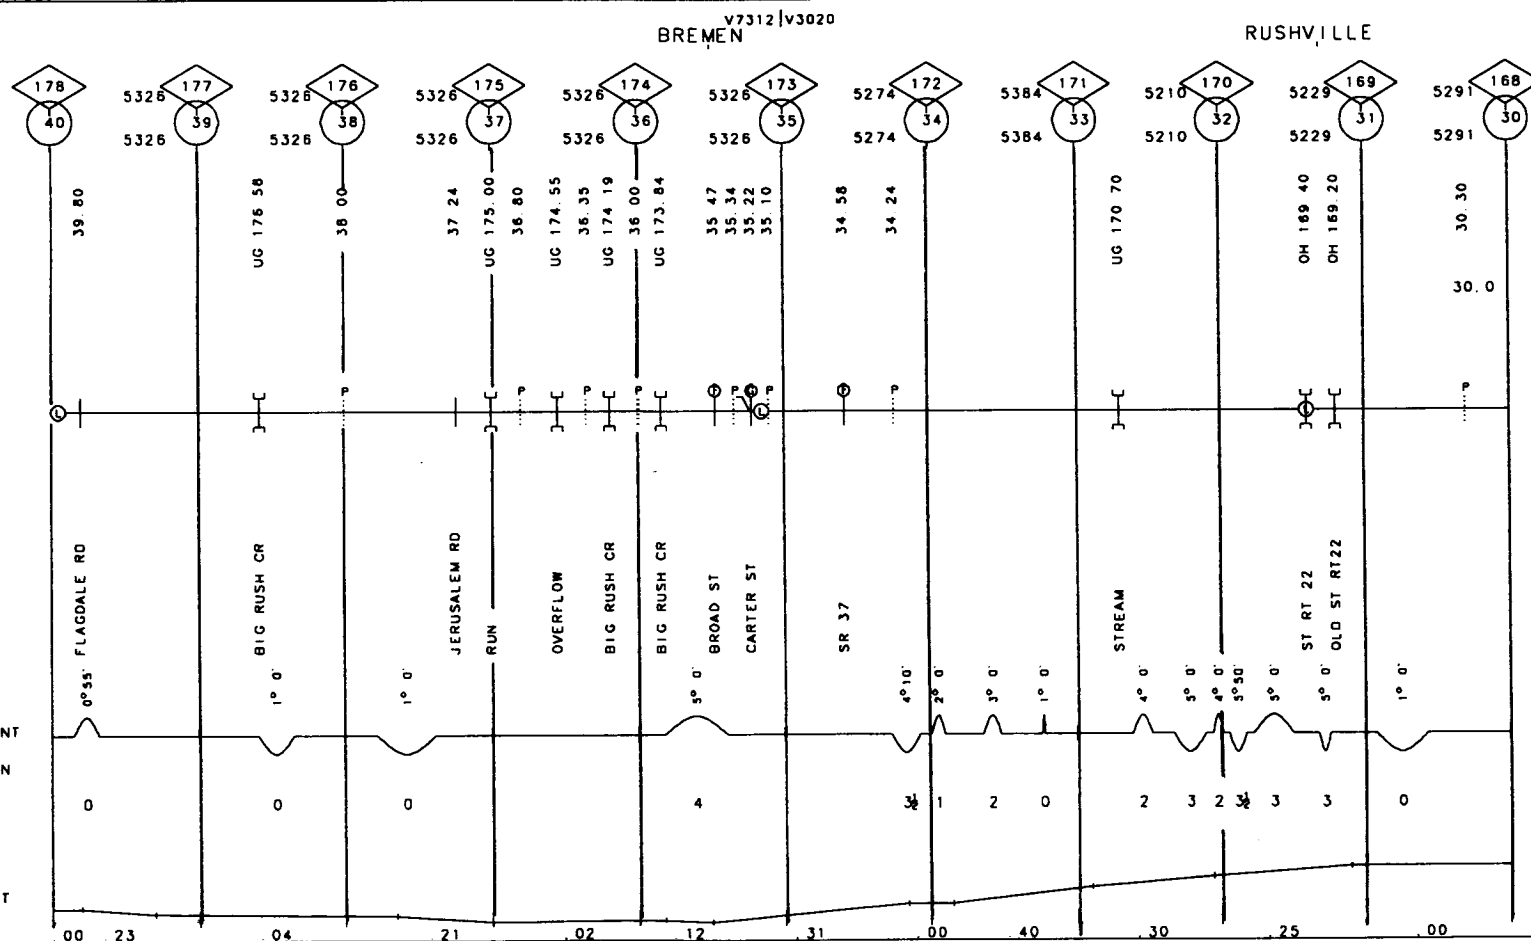 V7312|V3020
BREMEN RUSHVILLE
178 177 176 175 174 173 172 171 170 169 168
5326 5326 5326 5326 5326 5274 5384 5210 5229 5291
40 39 38 37 36 35 34 33 32 31 30
5326 5326 5326 5326 5326 5274 5384 5210 5229 5291
39.80
UG 176 58
38 00
37 24
UG 175.00
36.80
UG 174.55
36.35
UG 174 19
36 00
UG 173.84
35 47
35.34
35.22
35.10
34.58
34.24
UG 170 70
OH 169 40
OH 169.20
30.30
30.0
P P P P P P P P
L L
FLAGDALE RD
BIG RUSH CR
JERUSALEM RD
RUN
OVERFLOW
BIG RUSH CR
BIG RUSH CR
BROAD ST
CARTER ST
SR 37
STREAM
ST RT 22
OLD ST RT22
0°55' 1° 0' 1° 0' 5° 0' 4°10' 2° 0' 3° 0' 1° 0' 4° 0' 5° 0' 4° 0' 5°50' 5° 0' 5° 0' 1° 0'
NT
N
0 0 0 4 3½ 1 2 0 2 3 2 3½ 3 3 0
T
.00 .23 .04 .21 .02 .12 .31 .00 .40 .30 .25 .00